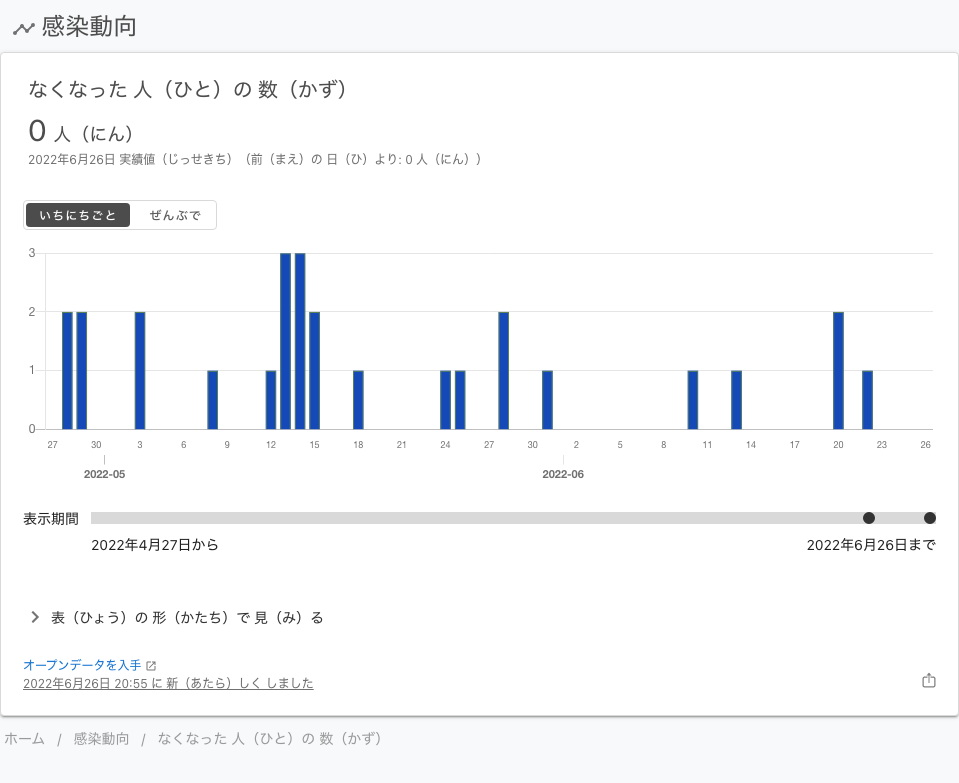 感染動向
なくなった 人（ひと）の 数（かず）
0 人（にん）
2022年6月26日 実績値（じっせきち）（前（まえ）の 日（ひ）より: 0 人（にん））
いちにちごと ぜんぶで
3
2
1
0
27 30 3 6 9 12 15 18 21 24 27 30 2 5 8 11 14 17 20 23 26
2022-05 2022-06
表示期間
2022年4月27日から 2022年6月26日まで
表（ひょう）の 形（かたち）で 見（み）る
オープンデータを入手
2022年6月26日 20:55 に 新（あたら）しく しました
ホーム / 感染動向 / なくなった 人（ひと）の 数（かず）